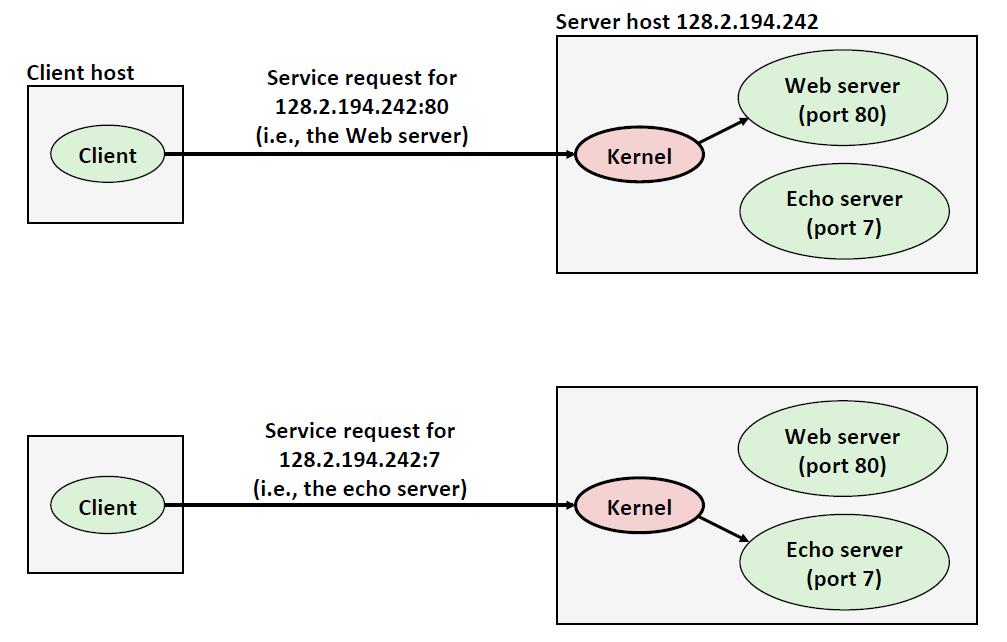 Server host 128.2.194.242
Client host
Service request for
128.2.194.242:80
(i.e., the Web server)
Client
Kernel
Web server
(port 80)
Echo server
(port 7)
Service request for
128.2.194.242:7
(i.e., the echo server)
Client
Kernel
Web server
(port 80)
Echo server
(port 7)